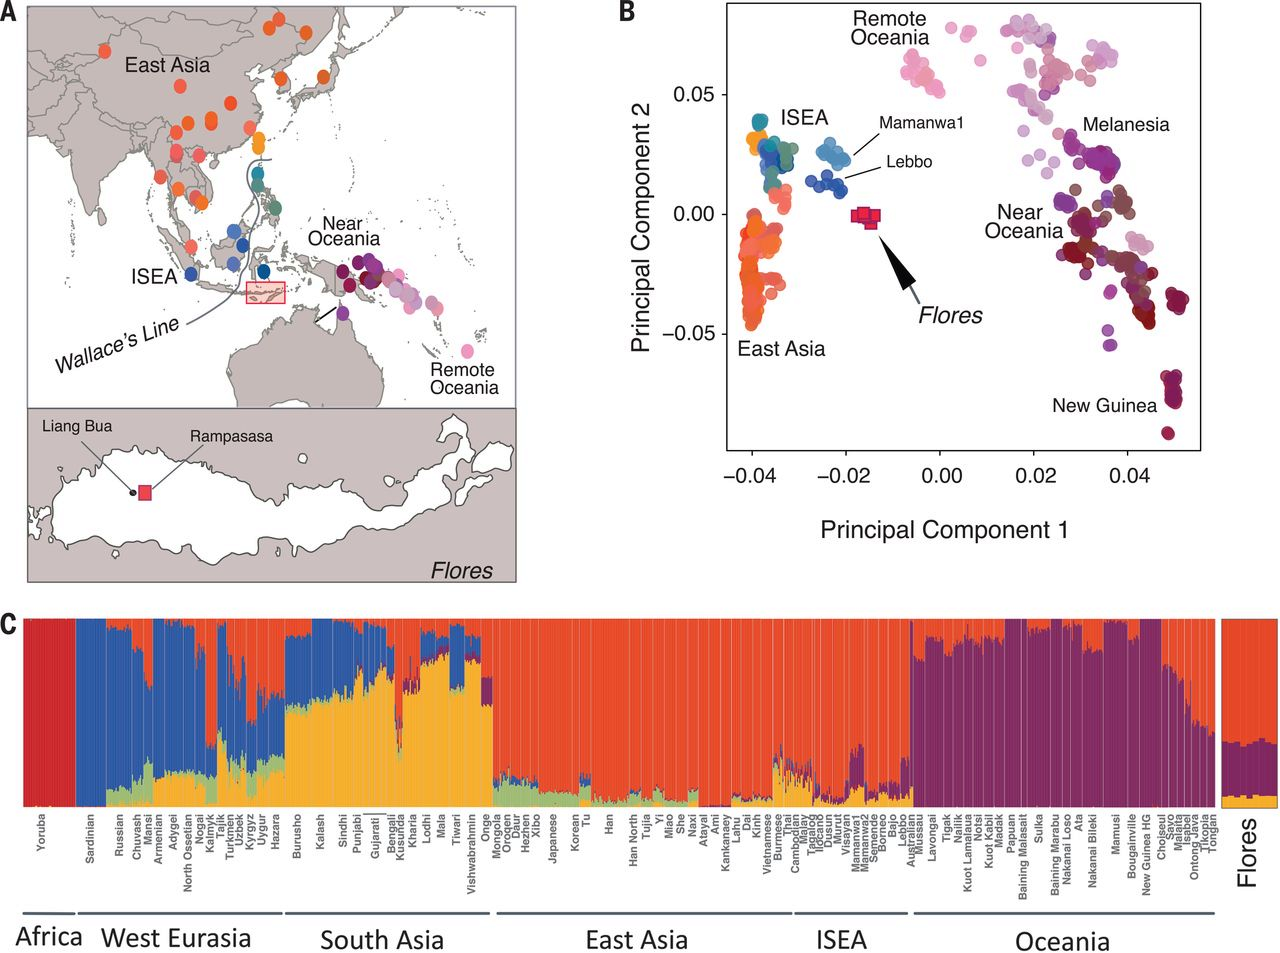 A
East Asia
Near
Oceania
ISEA
Wallace's Line
Remote
Oceania
Liang Bua
Rampasasa
Flores
B
Remote
Oceania
ISEA
Mamanwa1
Lebbo
Melanesia
Near
Oceania
Flores
East Asia
New Guinea
0.05
0.00
−0.05
Principal Component 2
−0.04
−0.02
0.00
0.02
0.04
Principal Component 1
C
Yoruba
Sardinian
Russian
Chuvash
Mansi
Armenian
Adygei
North Ossetian
Nogai
Kalmyk
Tajik
Turkmen
Uzbek
Kyrgyz
Uygur
Hazara
Burusho
Kalash
Sindhi
Punjabi
Gujarati
Bengali
Kusunda
Kharia
Lodhi
Mala
Tiwari
Vishwabrahmin
Onge
Mongola
Oroqen
Daur
Hezhen
Xibo
Japanese
Korean
Tu
Han
Han North
Tujia
Yi
Miao
She
Naxi
Atayal
Ami
Kankanaey
Lahu
Dai
Kinh
Vietnamese
Burmese
Thai
Cambodian
Malay
Tagalog
Ilocano
Dusun
Murut
Visayan
Mamanwa1
Mamanwa2
Semende
Borneo
Bajo
Lebbo
Australian
Mussau
Lavongai
Tigak
Nailik
Kuot Lamalaua
Notsi
Kuot Kabil
Madak
Papuan
Baining Malasait
Sulka
Baining Marabu
Nakanai Loso
Ata
Nakanai Bileki
Mamusi
Bougainville
New Guinea HG
Choiseul
Savo
Malaita
Isabel
Ontong Java
Tikopia
Tongan
Flores
Africa
West Eurasia
South Asia
East Asia
ISEA
Oceania